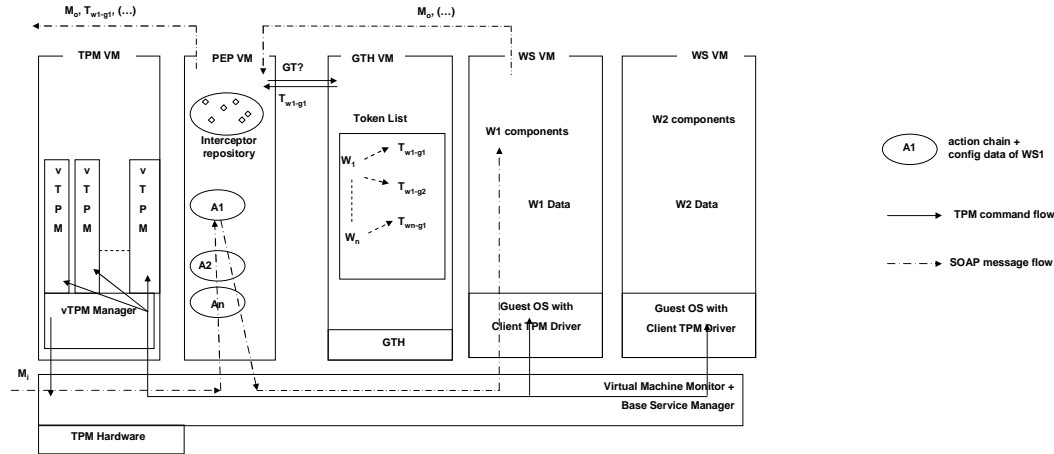 Mo, Tw1-g1, (…)
Mo, (…)
TPM VM
PEP VM
GTH VM
WS VM
WS VM
GT?
Tw1-g1
Interceptor
repository
Token List
W1
Tw1-g1
Tw1-g2
Wn
Twn-g1
W1 components
W1 Data
W2 components
W2 Data
A1
action chain +
config data of WS1
TPM command flow
SOAP message flow
v
T
P
M
v
T
P
M
v
T
P
M
A1
A2
An
vTPM Manager
GTH
Guest OS with
Client TPM Driver
Guest OS with
Client TPM Driver
Mi
Virtual Machine Monitor +
Base Service Manager
TPM Hardware